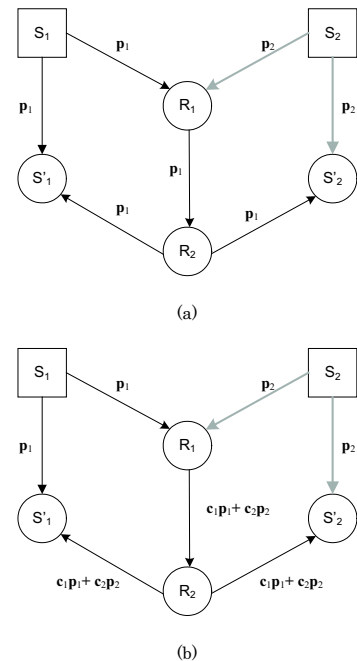 S₁
S₂
p₁
p₂
R₁
p₁
p₂
p₁
S'₁
S'₂
p₁
p₁
R₂
(a)
S₁
S₂
p₁
p₂
R₁
p₁
p₂
c₁p₁+ c₂p₂
S'₁
S'₂
c₁p₁+ c₂p₂
c₁p₁+ c₂p₂
R₂
(b)